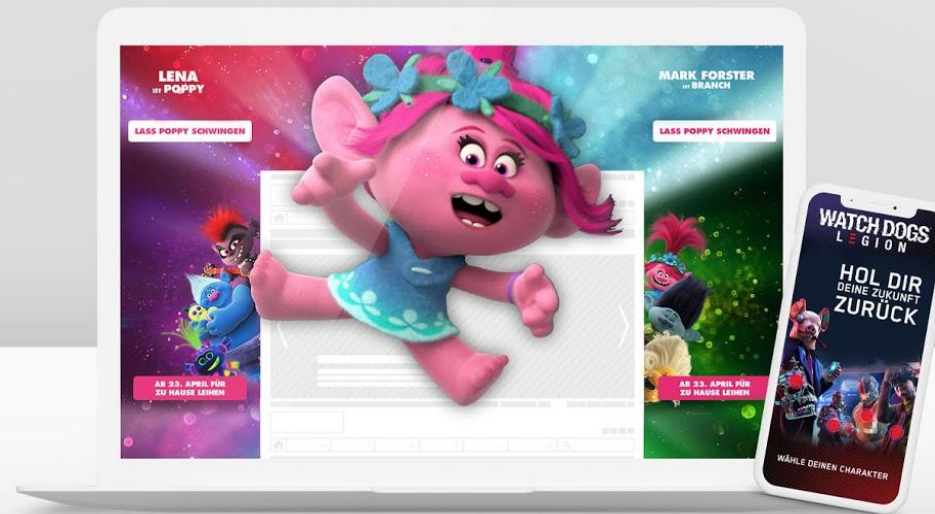 LENA
IST POPPY
LASS POPPY SCHWINGEN
AB 23. APRIL FÜR
ZU HAUSE LEIHEN
MARK FORSTER
IST BRANCH
LASS POPPY SCHWINGEN
AB 23. APRIL FÜR
ZU HAUSE LEIHEN
WATCH DOGS
LEGION
HOL DIR
DEINE ZUKUNFT
ZURÜCK
WÄHLE DEINEN CHARAKTER